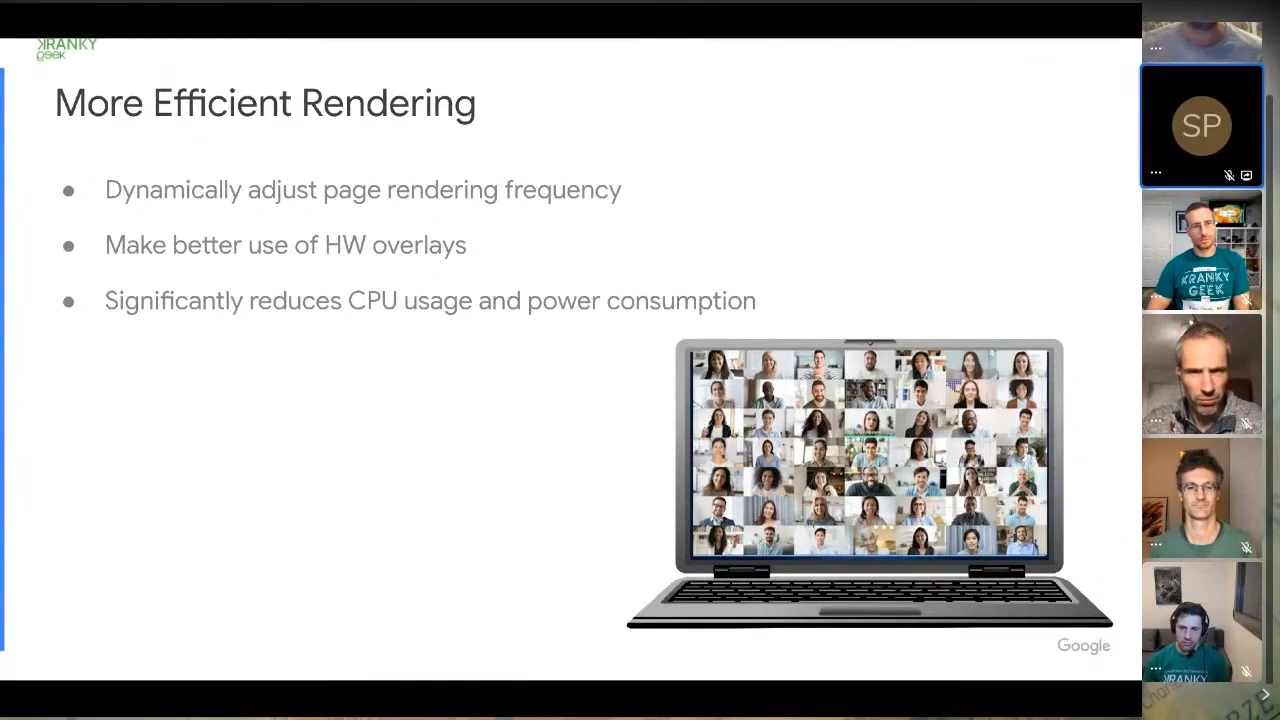 KRANKY
geek
More Efficient Rendering
● Dynamically adjust page rendering frequency
● Make better use of HW overlays
● Significantly reduces CPU usage and power consumption
Google
SP
KRANKY
GEEK
KRANKY